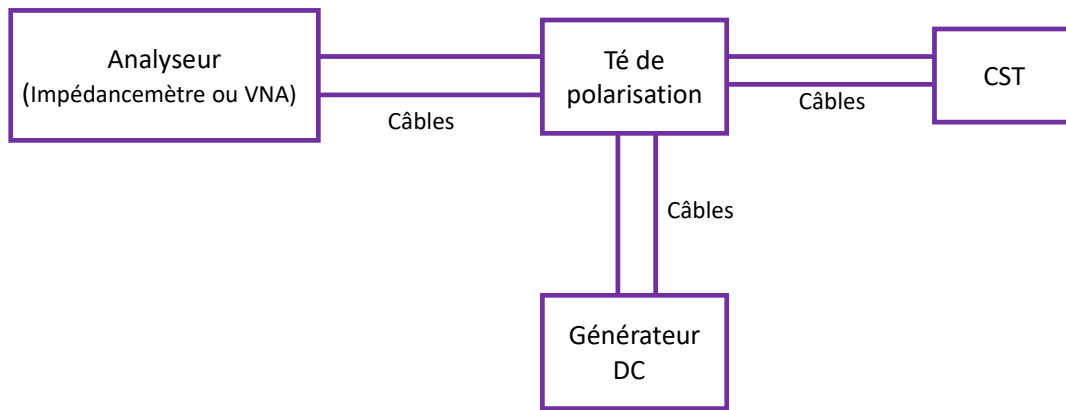 Analyseur
(Impédancemètre ou VNA)
Câbles
Té de
polarisation
Câbles
CST
Câbles
Générateur
DC